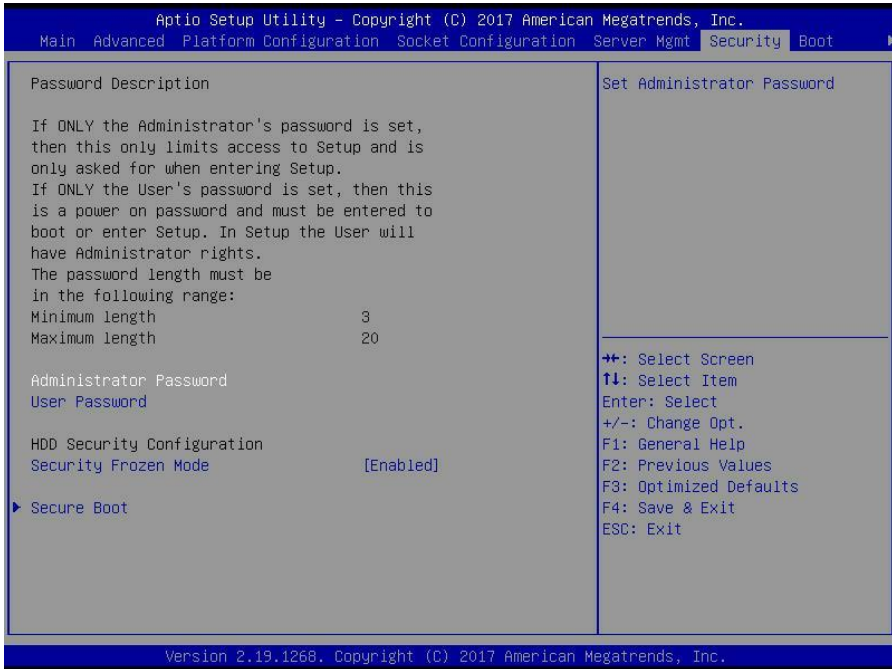 Aptio Setup Utility – Copyright (C) 2017 American Megatrends, Inc.
Main Advanced Platform Configuration Socket Configuration Server Mgmt Security Boot
Password Description
If ONLY the Administrator's password is set,
then this only limits access to Setup and is
only asked for when entering Setup.
If ONLY the User's password is set, then this
is a power on password and must be entered to
boot or enter Setup. In Setup the User will
have Administrator rights.
The password length must be
in the following range:
Minimum length 3
Maximum length 20
Administrator Password
User Password
HDD Security Configuration
Security Frozen Mode [Enabled]
Secure Boot
Set Administrator Password
→←: Select Screen
↑↓: Select Item
Enter: Select
+/-: Change Opt.
F1: General Help
F2: Previous Values
F3: Optimized Defaults
F4: Save & Exit
ESC: Exit
Version 2.19.1268. Copyright (C) 2017 American Megatrends, Inc.